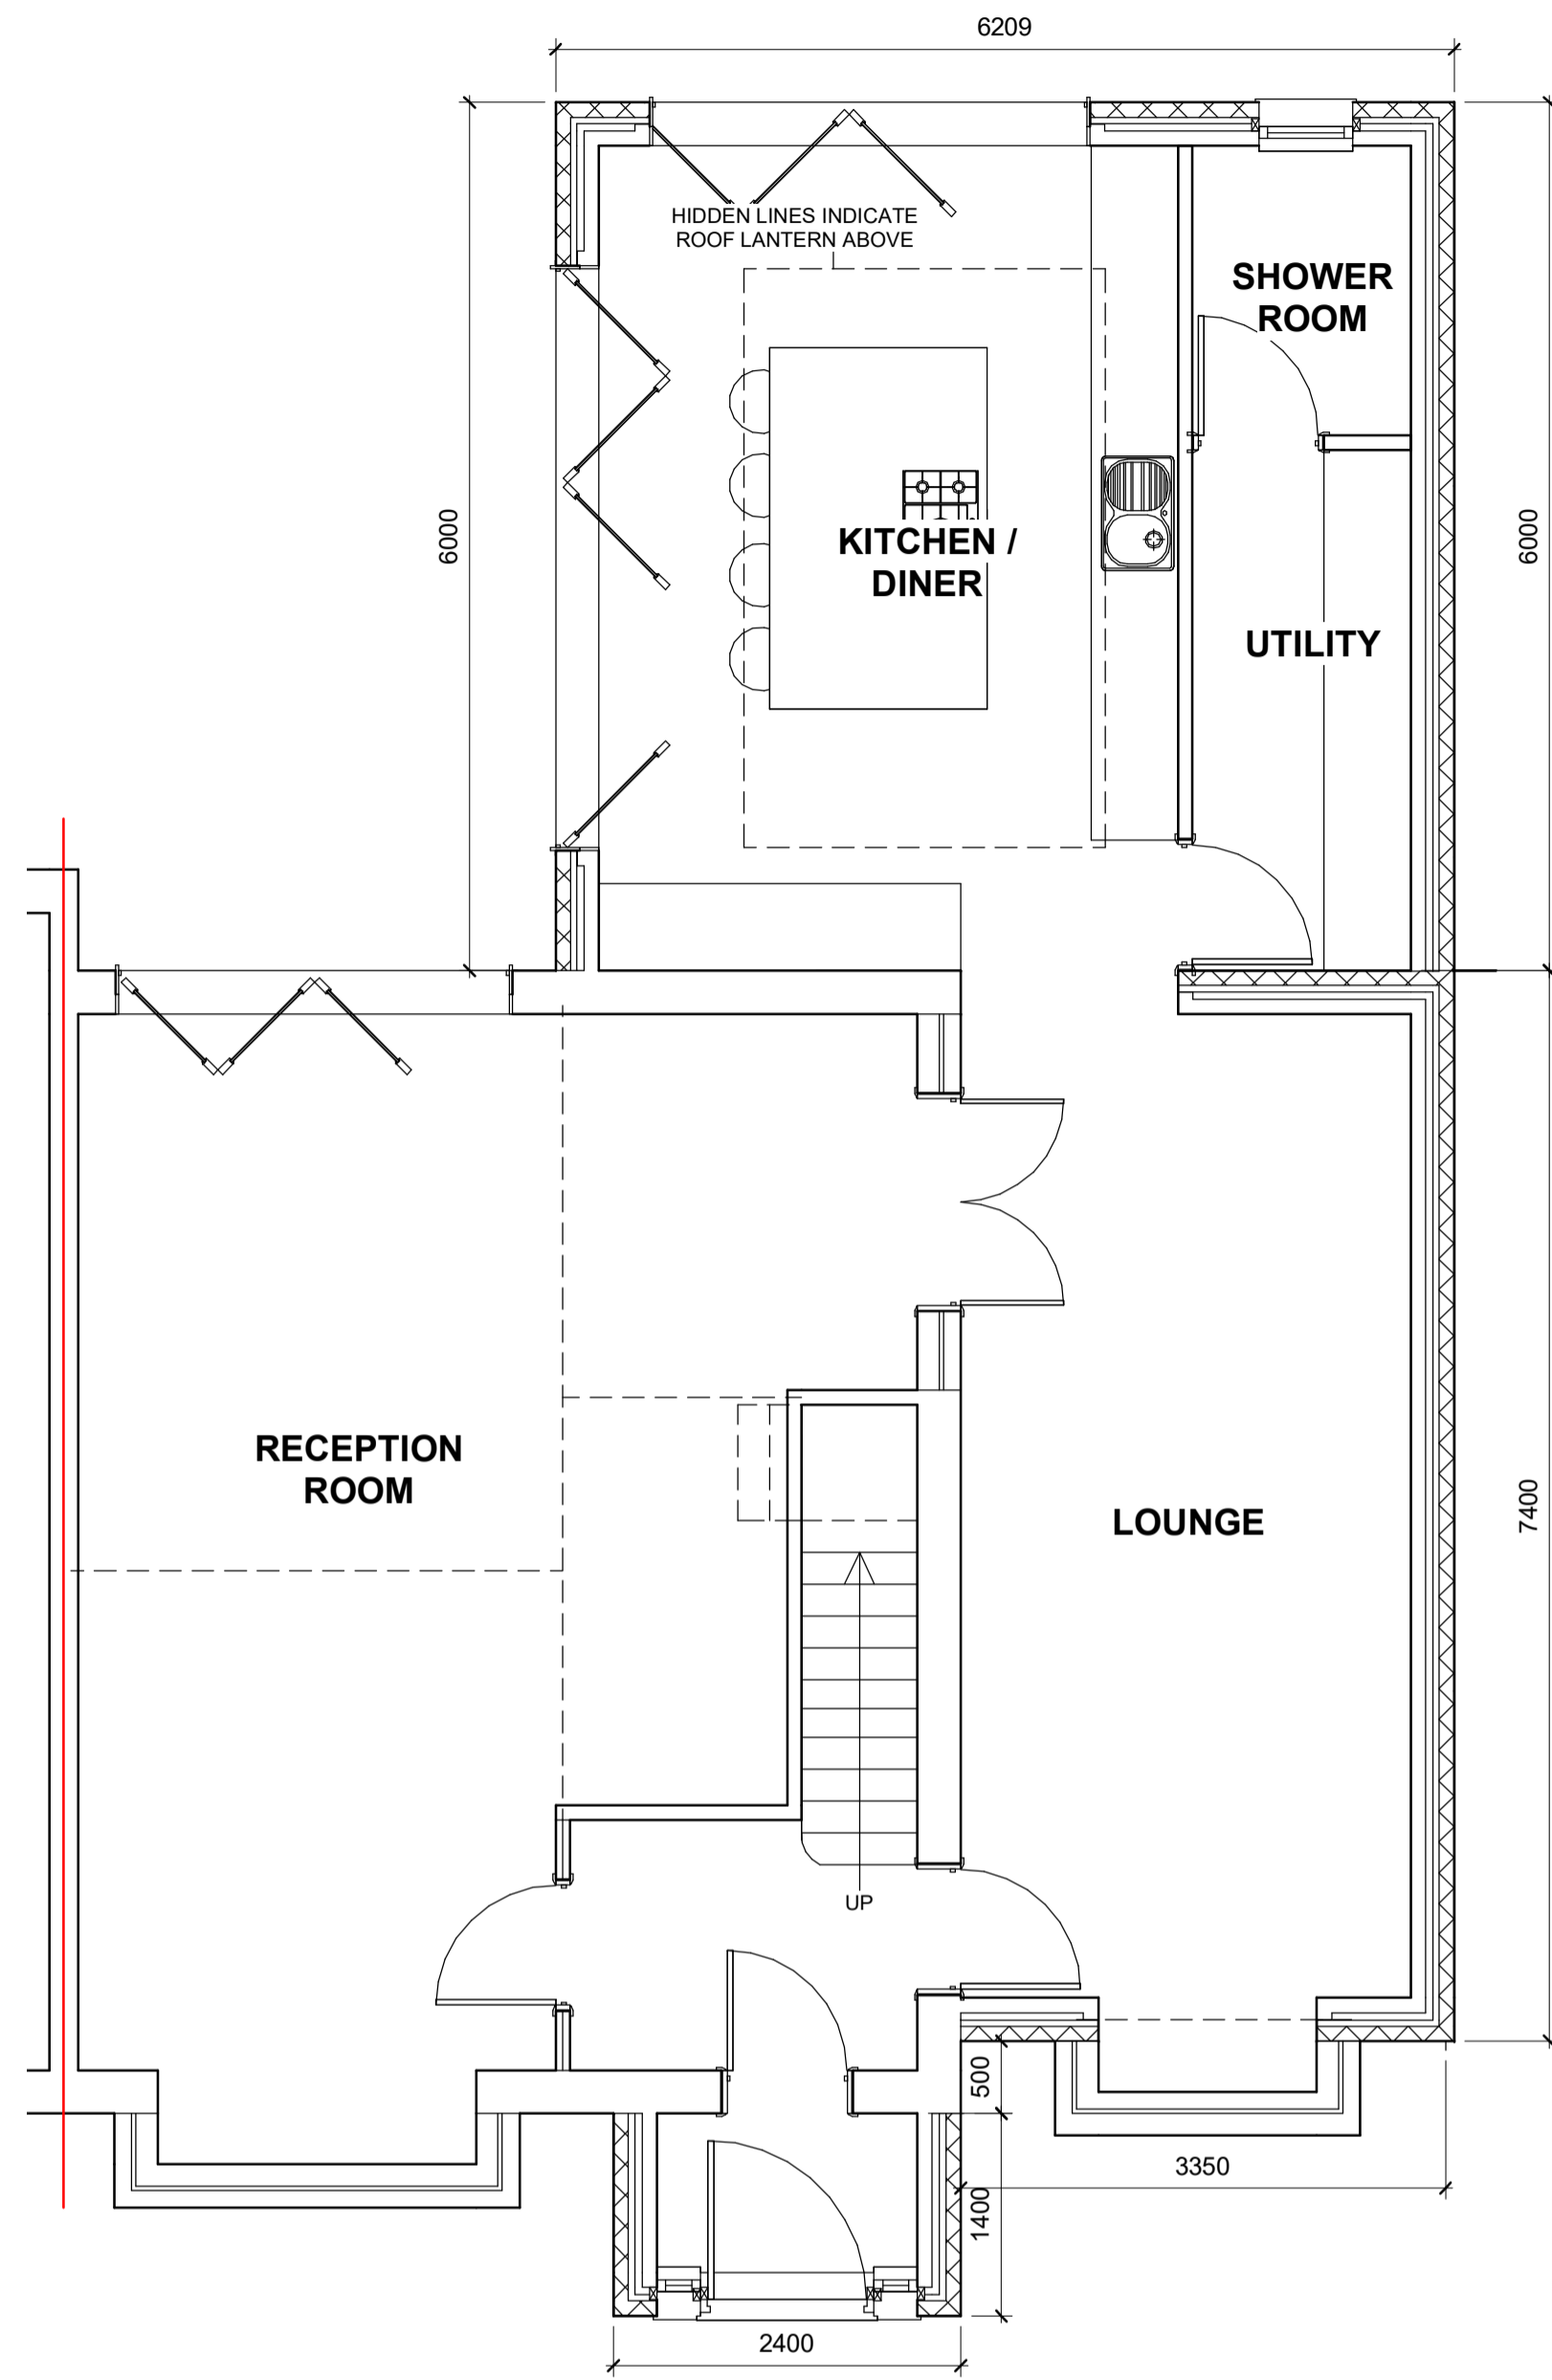 6209
HIDDEN LINES INDICATE
ROOF LANTERN ABOVE
SHOWER
ROOM
6000
KITCHEN /
DINER
6000
UTILITY
RECEPTION
ROOM
LOUNGE
7400
UP
500
3350
1400
2400